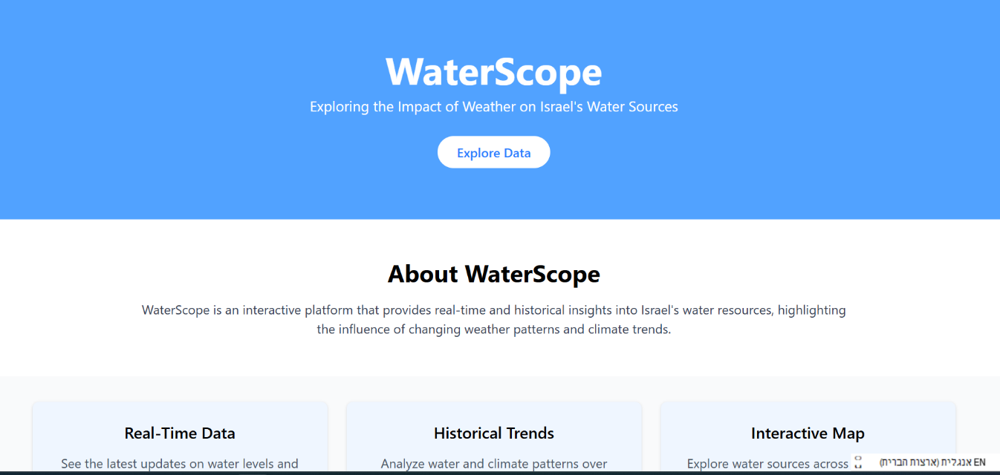 WaterScope
Exploring the Impact of Weather on Israel's Water Sources
Explore Data
About WaterScope
WaterScope is an interactive platform that provides real-time and historical insights into Israel's water resources, highlighting
the influence of changing weather patterns and climate trends.
Real-Time Data
See the latest updates on water levels and
Historical Trends
Analyze water and climate patterns over
Interactive Map
Explore water sources across
EN אנגלית (ארצות הברית)